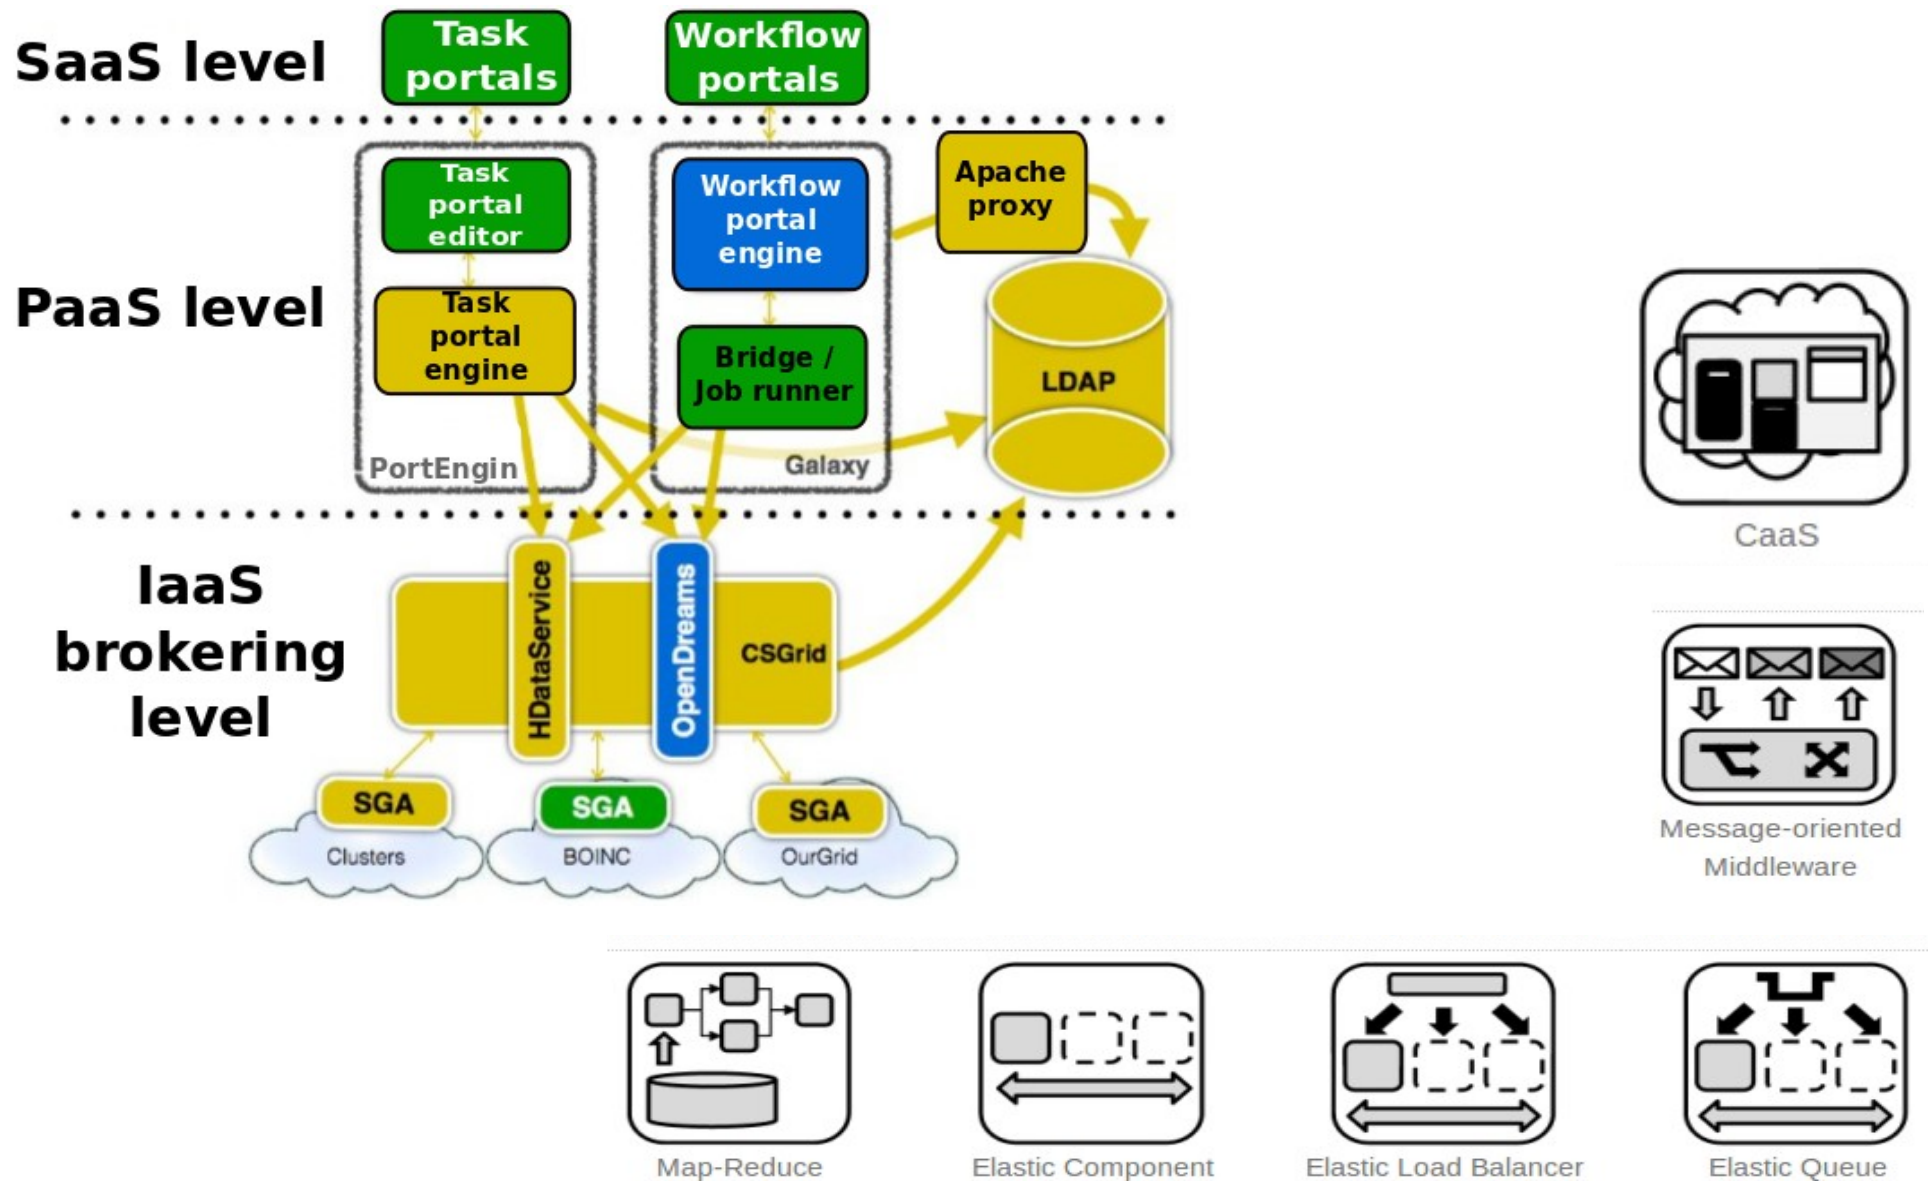 SaaS level
Task
portals
Workflow
portals
PaaS level
Task
portal
editor
Task
portal
engine
PortEngin
Workflow
portal
engine
Bridge /
Job runner
Galaxy
Apache
proxy
LDAP
IaaS
brokering
level
HDataService
OpenDreams
CSGrid
SGA
SGA
SGA
Clusters
BOINC
OurGrid
CaaS
Message-oriented
Middleware
Map-Reduce
Elastic Component
Elastic Load Balancer
Elastic Queue